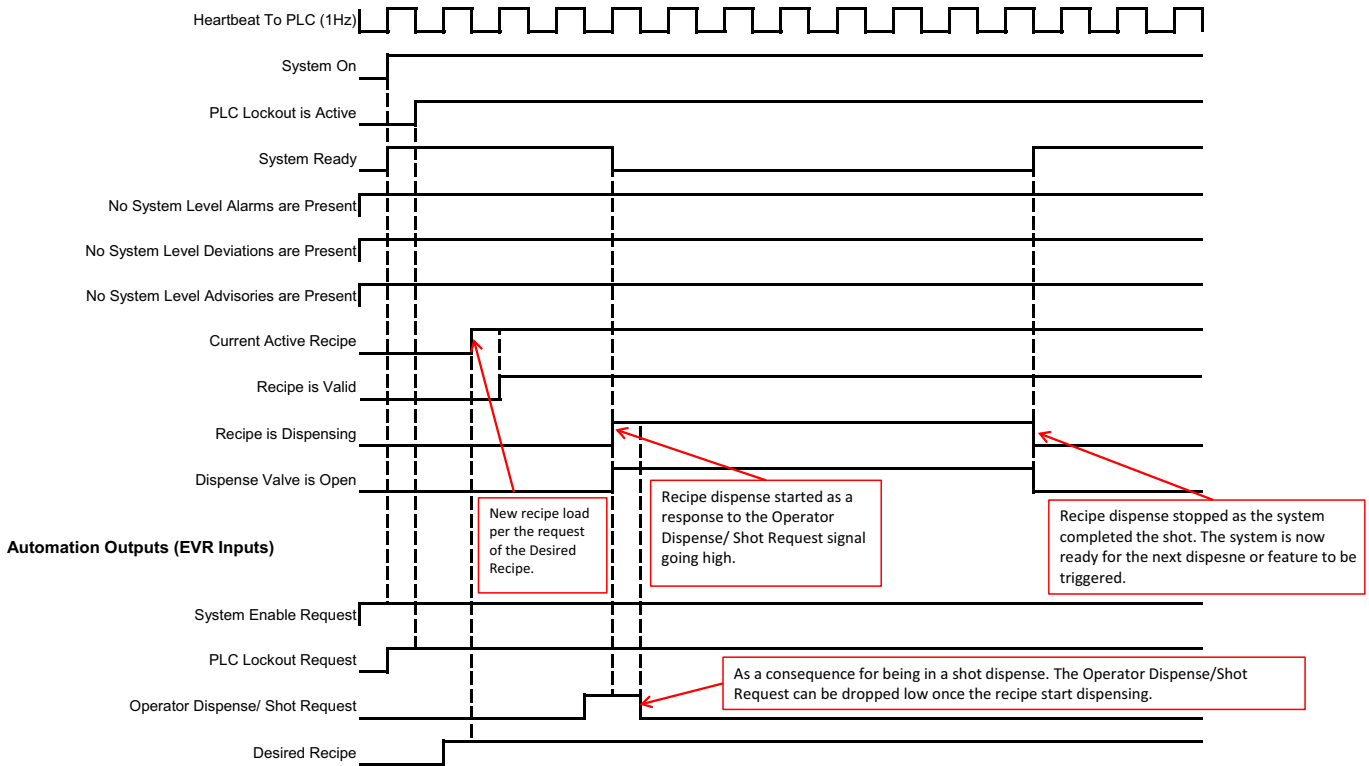 Heartbeat To PLC (1Hz)
System On
PLC Lockout is Active
System Ready
No System Level Alarms are Present
No System Level Deviations are Present
No System Level Advisories are Present
Current Active Recipe
Recipe is Valid
Recipe is Dispensing
Dispense Valve is Open
New recipe load
per the request
of the Desired
Recipe.
Recipe dispense started as a
response to the Operator
Dispense/ Shot Request signal
going high.
Recipe dispense stopped as the system
completed the shot. The system is now
ready for the next dispesne or feature to be
triggered.
Automation Outputs (EVR Inputs)
System Enable Request
PLC Lockout Request
As a consequence for being in a shot dispense. The Operator Dispense/Shot
Request can be dropped low once the recipe start dispensing.
Operator Dispense/ Shot Request
Desired Recipe